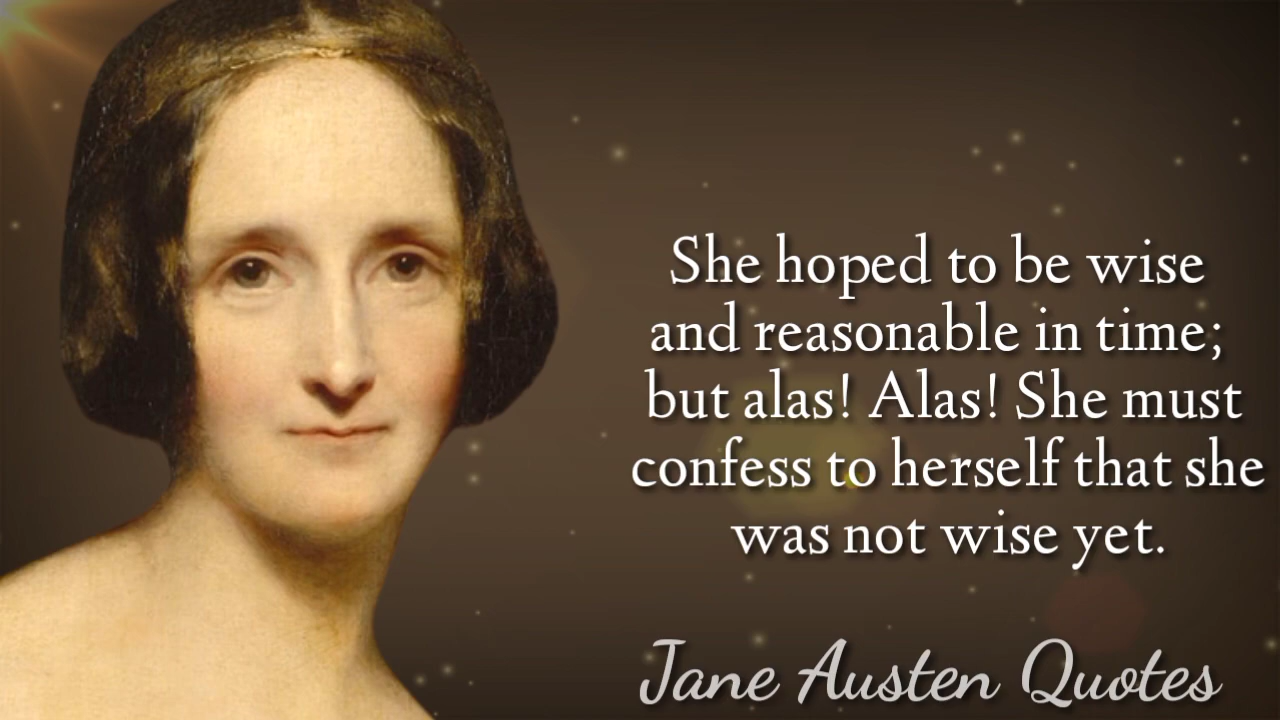 She hoped to be wise
and reasonable in time;
but alas! Alas! She must
confess to herself that she
was not wise yet.
Jane Austen Quotes